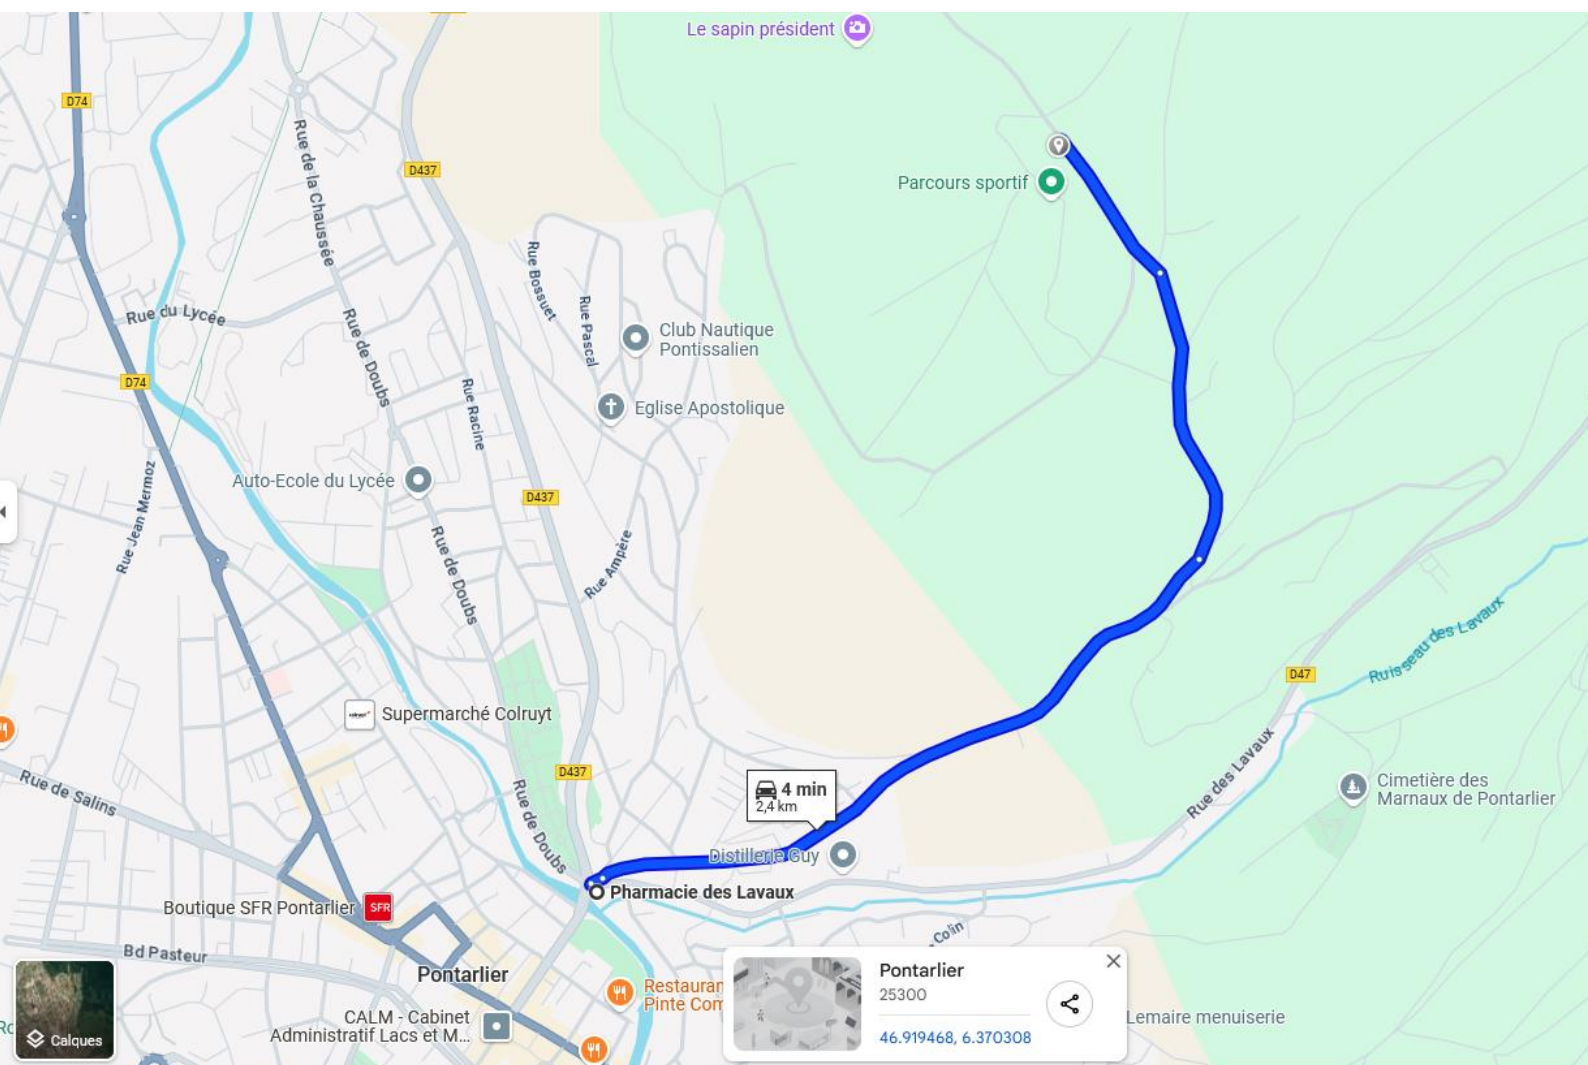 Le sapin président
D74
D437
Rue de la Chaussée
Parcours sportif
Rue du Lycée
Rue de Doubs
Rue Bossuet
Rue Pascal
Club Nautique
Pontissalien
D74
Rue Racine
Eglise Apostolique
Auto-Ecole du Lycée
D437
Rue Jean Mermoz
Rue de Doubs
Rue Ampère
Ruisseau des Lavaux
D47
Supermarché Colruyt
D437
Rue de Salins
Rue de Doubs
4 min
2,4 km
Rue des Lavaux
Cimetière des
Marnaux de Pontarlier
Distillerie Guy
Pharmacie des Lavaux
Boutique SFR Pontarlier
SFR
Colin
Bd Pasteur
Pontarlier
Restauran
Pinte Com
CALM - Cabinet
Administratif Lacs et M...
Calques
Pontarlier
25300
46.919468, 6.370308
Lemaire menuiserie